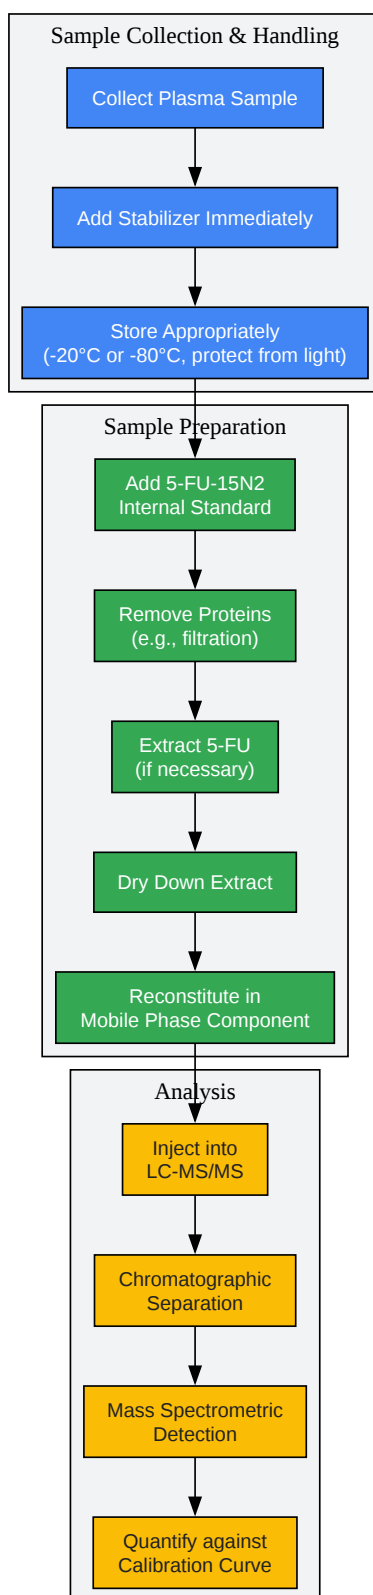 Sample Collection & Handling
Collect Plasma Sample
Add Stabilizer Immediately
Store Appropriately
(-20°C or -80°C, protect from light)
Sample Preparation
Add 5-FU-15N2
Internal Standard
Remove Proteins
(e.g., filtration)
Extract 5-FU
(if necessary)
Dry Down Extract
Reconstitute in
Mobile Phase Component
Analysis
Inject into
LC-MS/MS
Chromatographic
Separation
Mass Spectrometric
Detection
Quantify against
Calibration Curve